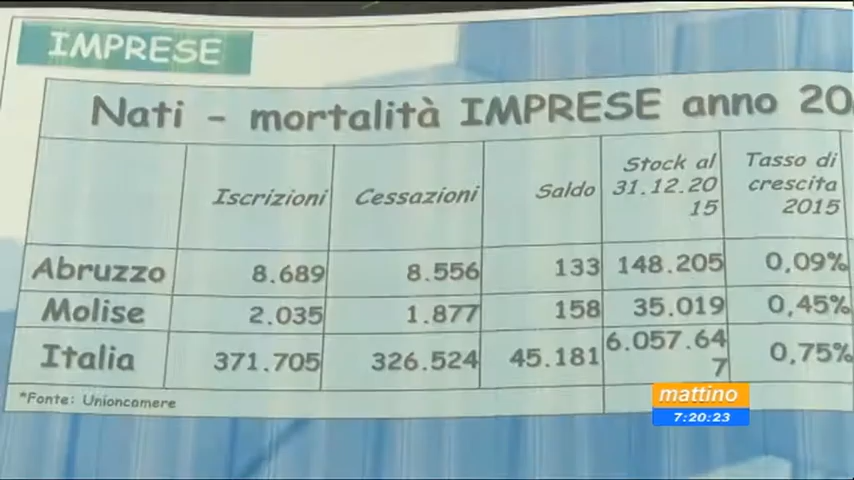 IMPRESE
Nati - mortalità IMPRESE anno 20
Iscrizioni Cessazioni Saldo Stock al 31.12.20 15 Tasso di crescita 2015
Abruzzo 8.689 8.556 133 148.205 0,09%
Molise 2.035 1.877 158 35.019 0,45%
Italia 371.705 326.524 45.181 6.057.64 7 0,75%
*Fonte: Unioncamere
mattino
7:20:23